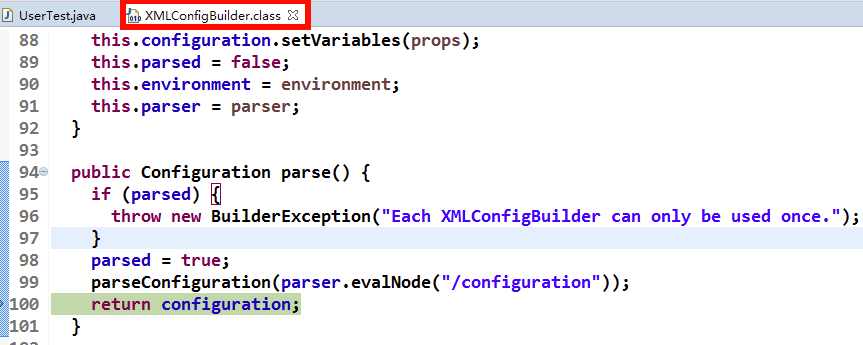 UserTest.java XMLConfigBuilder.class
88 this.configuration.setVariables(props);
89 this.parsed = false;
90 this.environment = environment;
91 this.parser = parser;
92 }
93
94 public Configuration parse() {
95 if (parsed) {
96 throw new BuilderException("Each XMLConfigBuilder can only be used once.");
97 }
98 parsed = true;
99 parseConfiguration(parser.evalNode("/configuration"));
100 return configuration;
101 }